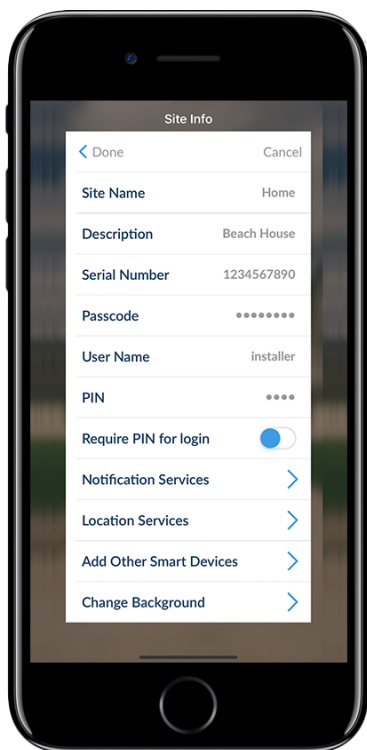 Site Info
Done Cancel
Site Name Home
Description Beach House
Serial Number 1234567890
Passcode ••••••••
User Name installer
PIN ••••
Require PIN for login
Notification Services
Location Services
Add Other Smart Devices
Change Background